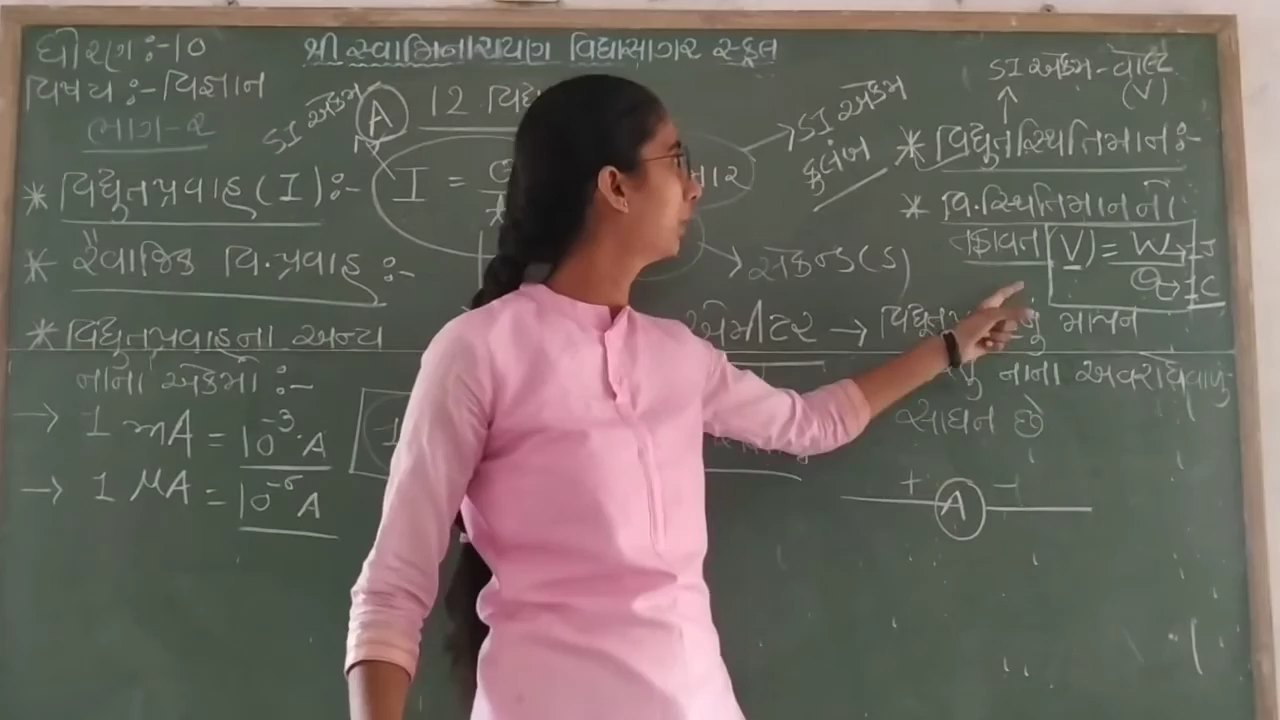 ધોરણ :- 10
શ્રી સ્વામિનારાયણ વિદ્યાસાગર સ્કૂલ
વિષય :- વિજ્ઞાન
ભાગ-૨
SI એકમ
A
12
I =
SI એકમ
કુલંબ
સેકન્ડ (s)
SI એકમ - વોલ્ટ
(V)
* વિદ્યુતસ્થિતિમાન :-
* વિ.સ્થિતિમાનનો
તફાવત (V) = W → J
Q → C
* વિદ્યુતપ્રવાહ (I) :-
* રૈવાજિક વિ.પ્રવાહ :-
* વિદ્યુતપ્રવાહના અન્ય
નાના એકમો :-
→ 1 mA = 10⁻³ A
→ 1 μA = 10⁻⁶ A
એમીટર → માપન
નાના અવરોધવાળુ
સાધન છે
+ A -